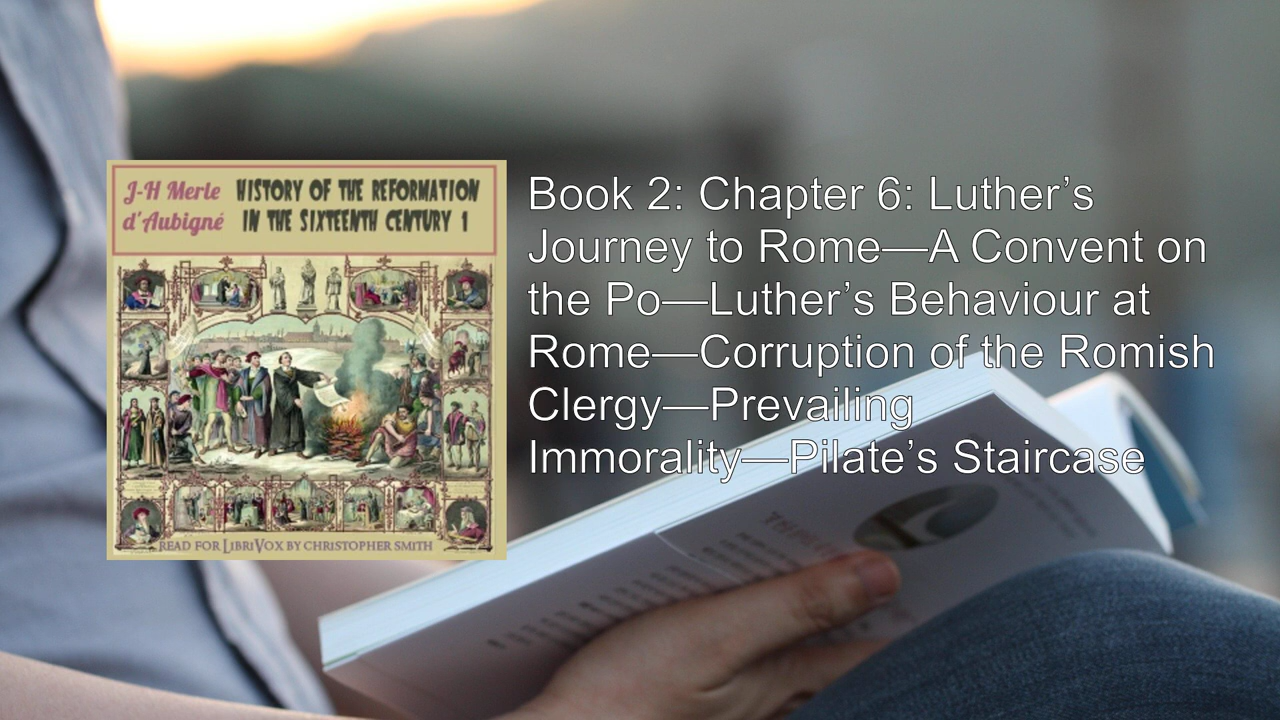 J-H Merle
d'Aubigné
HISTORY OF THE REFORMATION
IN THE SIXTEENTH CENTURY 1
READ FOR LIBRIVOX BY CHRISTOPHER SMITH
Book 2: Chapter 6: Luther’s
Journey to Rome—A Convent on
the Po—Luther’s Behaviour at
Rome—Corruption of the Romish
Clergy—Prevailing
Immorality—Pilate’s Staircase